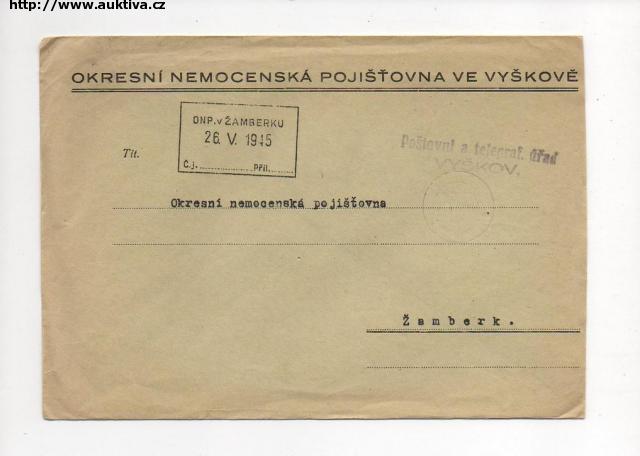 http://www.auktiva.cz
OKRESNÍ NEMOCENSKÁ POJIŠŤOVNA VE VYŠKOVĚ
ONP. v ŽAMBERKU
26. V. 1945
Č.j. Příl.
Poštovní a telegraf. úřad
VYŠKOV,
Tit.
Okresní nemocenská pojišťovna
Žamberk.